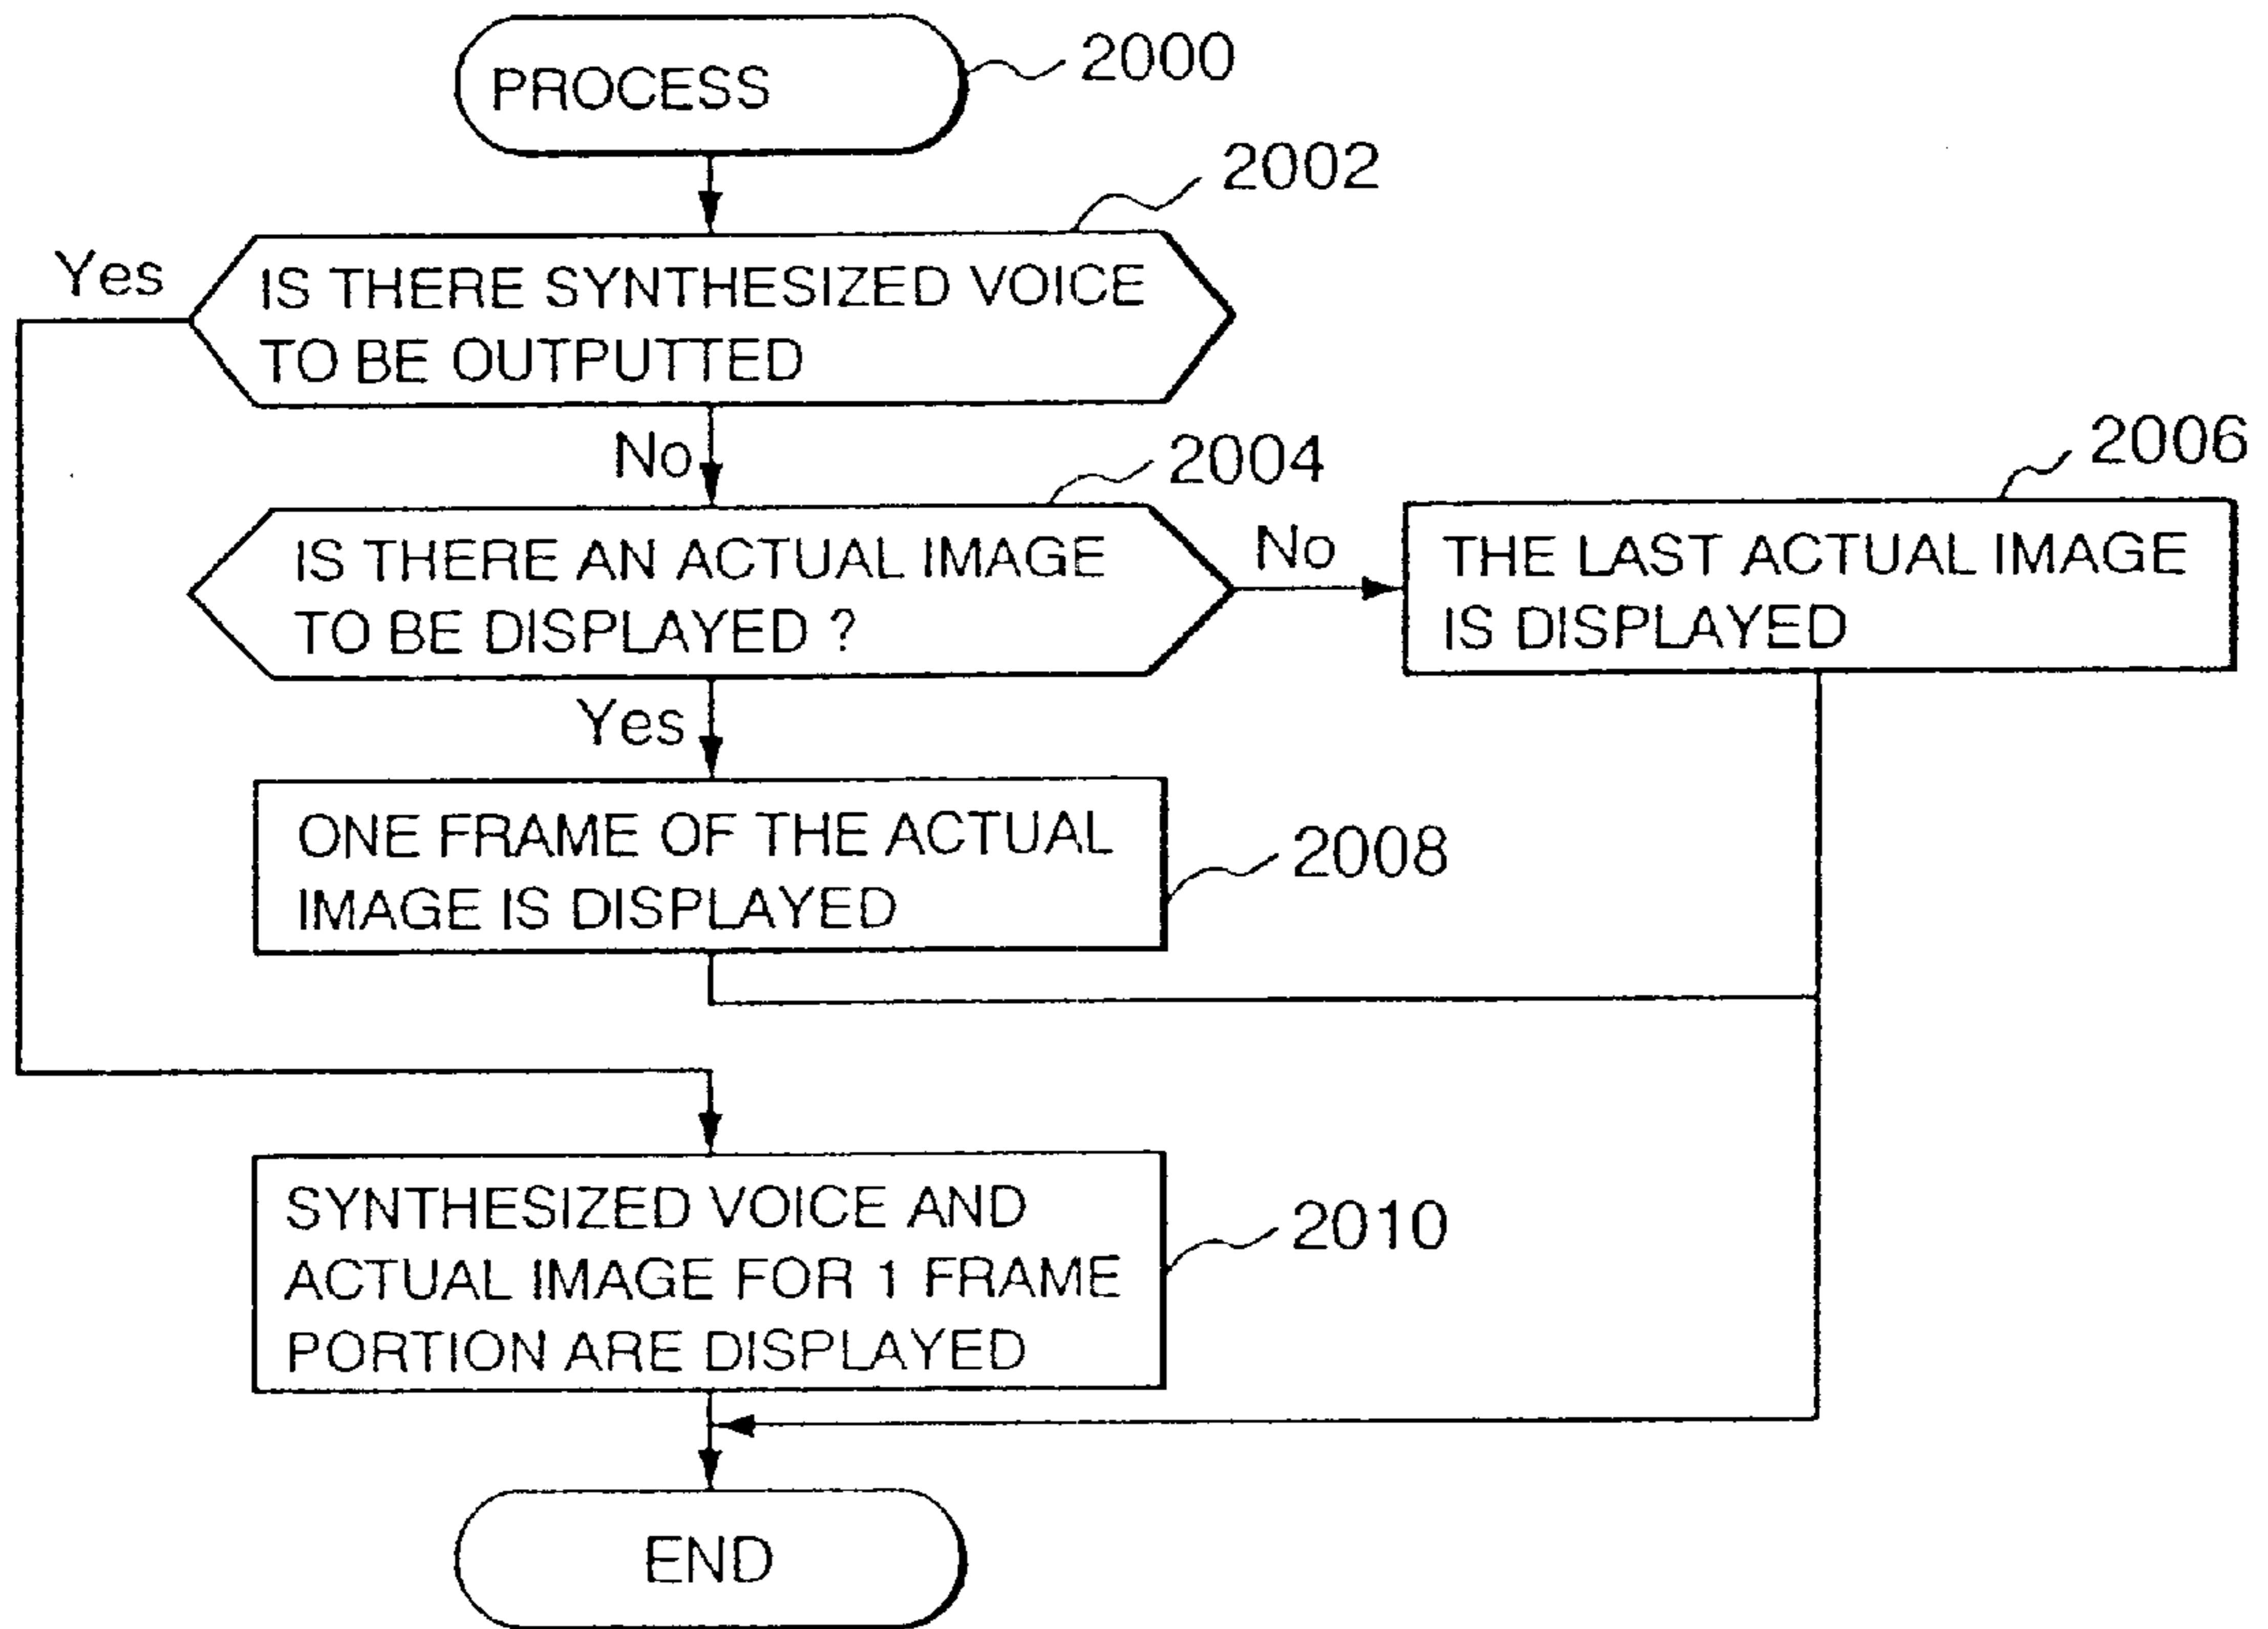 PROCESS
2000
2002
Yes
IS THERE SYNTHESIZED VOICE
TO BE OUTPUTTED
No
2004
2006
IS THERE AN ACTUAL IMAGE
TO BE DISPLAYED ?
No
THE LAST ACTUAL IMAGE
IS DISPLAYED
Yes
ONE FRAME OF THE ACTUAL
IMAGE IS DISPLAYED
2008
SYNTHESIZED VOICE AND
ACTUAL IMAGE FOR 1 FRAME
PORTION ARE DISPLAYED
2010
END